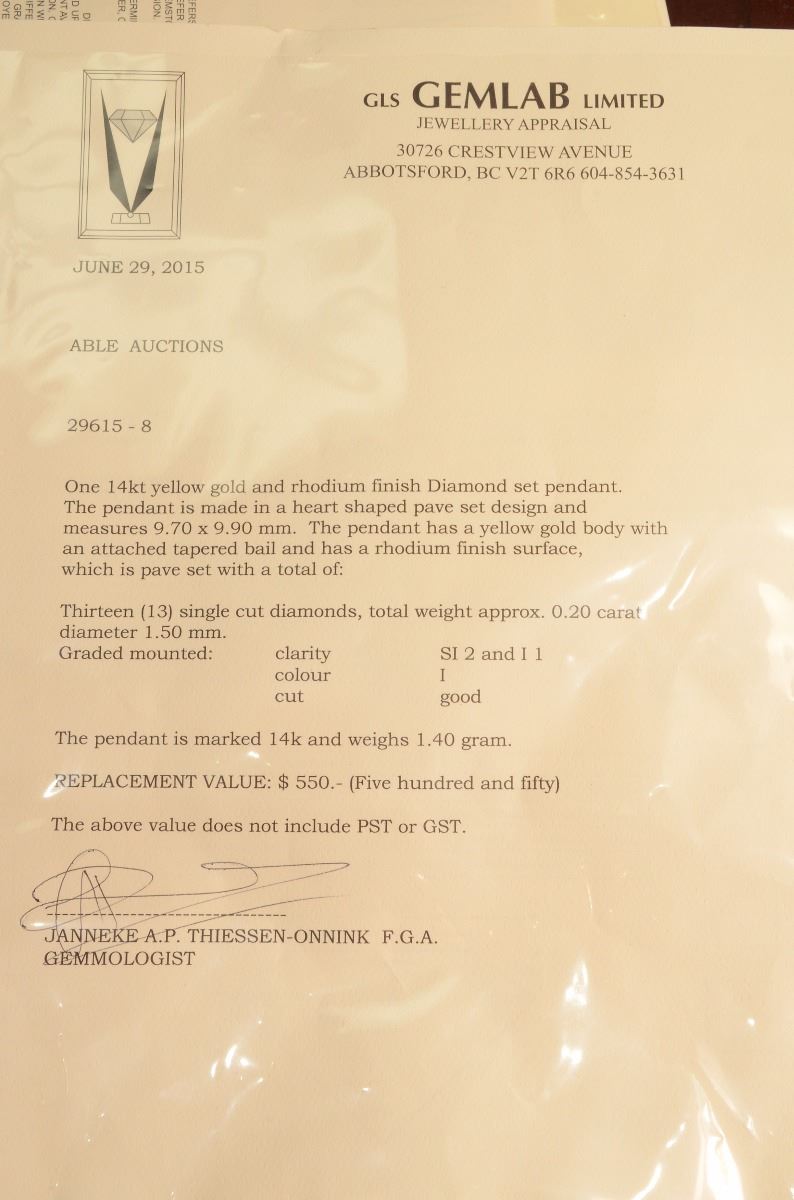 GLS GEMLAB LIMITED
JEWELLERY APPRAISAL
30726 CRESTVIEW AVENUE
ABBOTSFORD, BC V2T 6R6 604-854-3631
JUNE 29, 2015
ABLE AUCTIONS
29615 - 8
One 14kt yellow gold and rhodium finish Diamond set pendant.
The pendant is made in a heart shaped pave set design and
measures 9.70 x 9.90 mm. The pendant has a yellow gold body with
an attached tapered bail and has a rhodium finish surface,
which is pave set with a total of:
Thirteen (13) single cut diamonds, total weight approx. 0.20 carat
diameter 1.50 mm.
Graded mounted: clarity SI 2 and I 1
colour I
cut good
The pendant is marked 14k and weighs 1.40 gram.
REPLACEMENT VALUE: $ 550.- (Five hundred and fifty)
The above value does not include PST or GST.
JANNEKE A.P. THIESSEN-ONNINK F.G.A.
GEMMOLOGIST